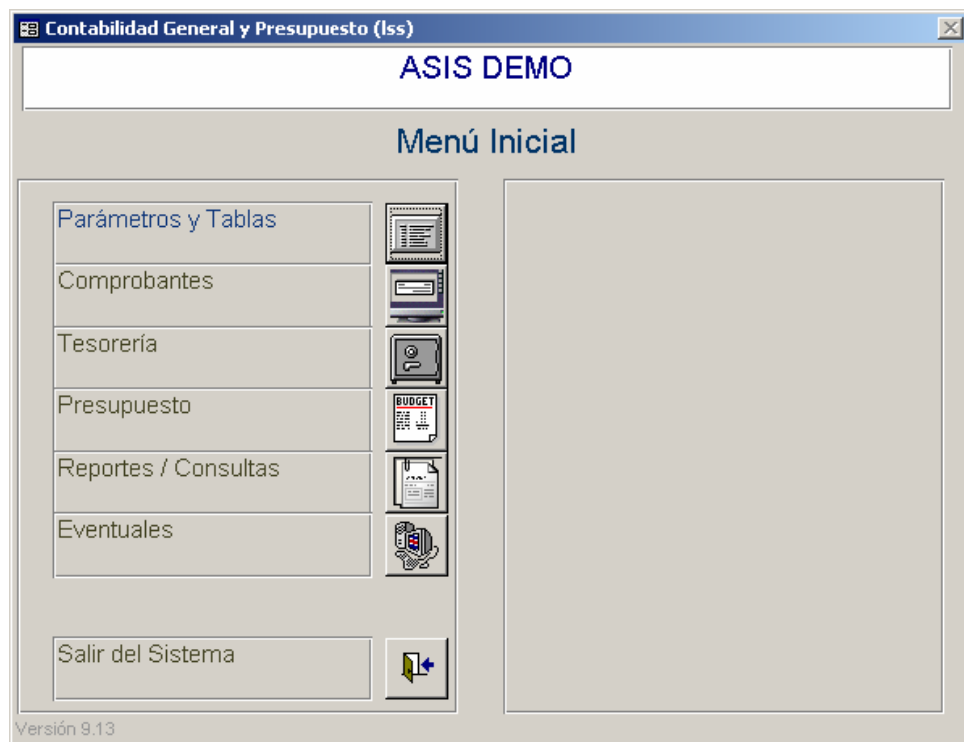 Contabilidad General y Presupuesto (lss)
ASIS DEMO
Menú Inicial
Parámetros y Tablas
Comprobantes
Tesorería
Presupuesto
BUDGET
Reportes / Consultas
Eventuales
Salir del Sistema
Versión 9.13